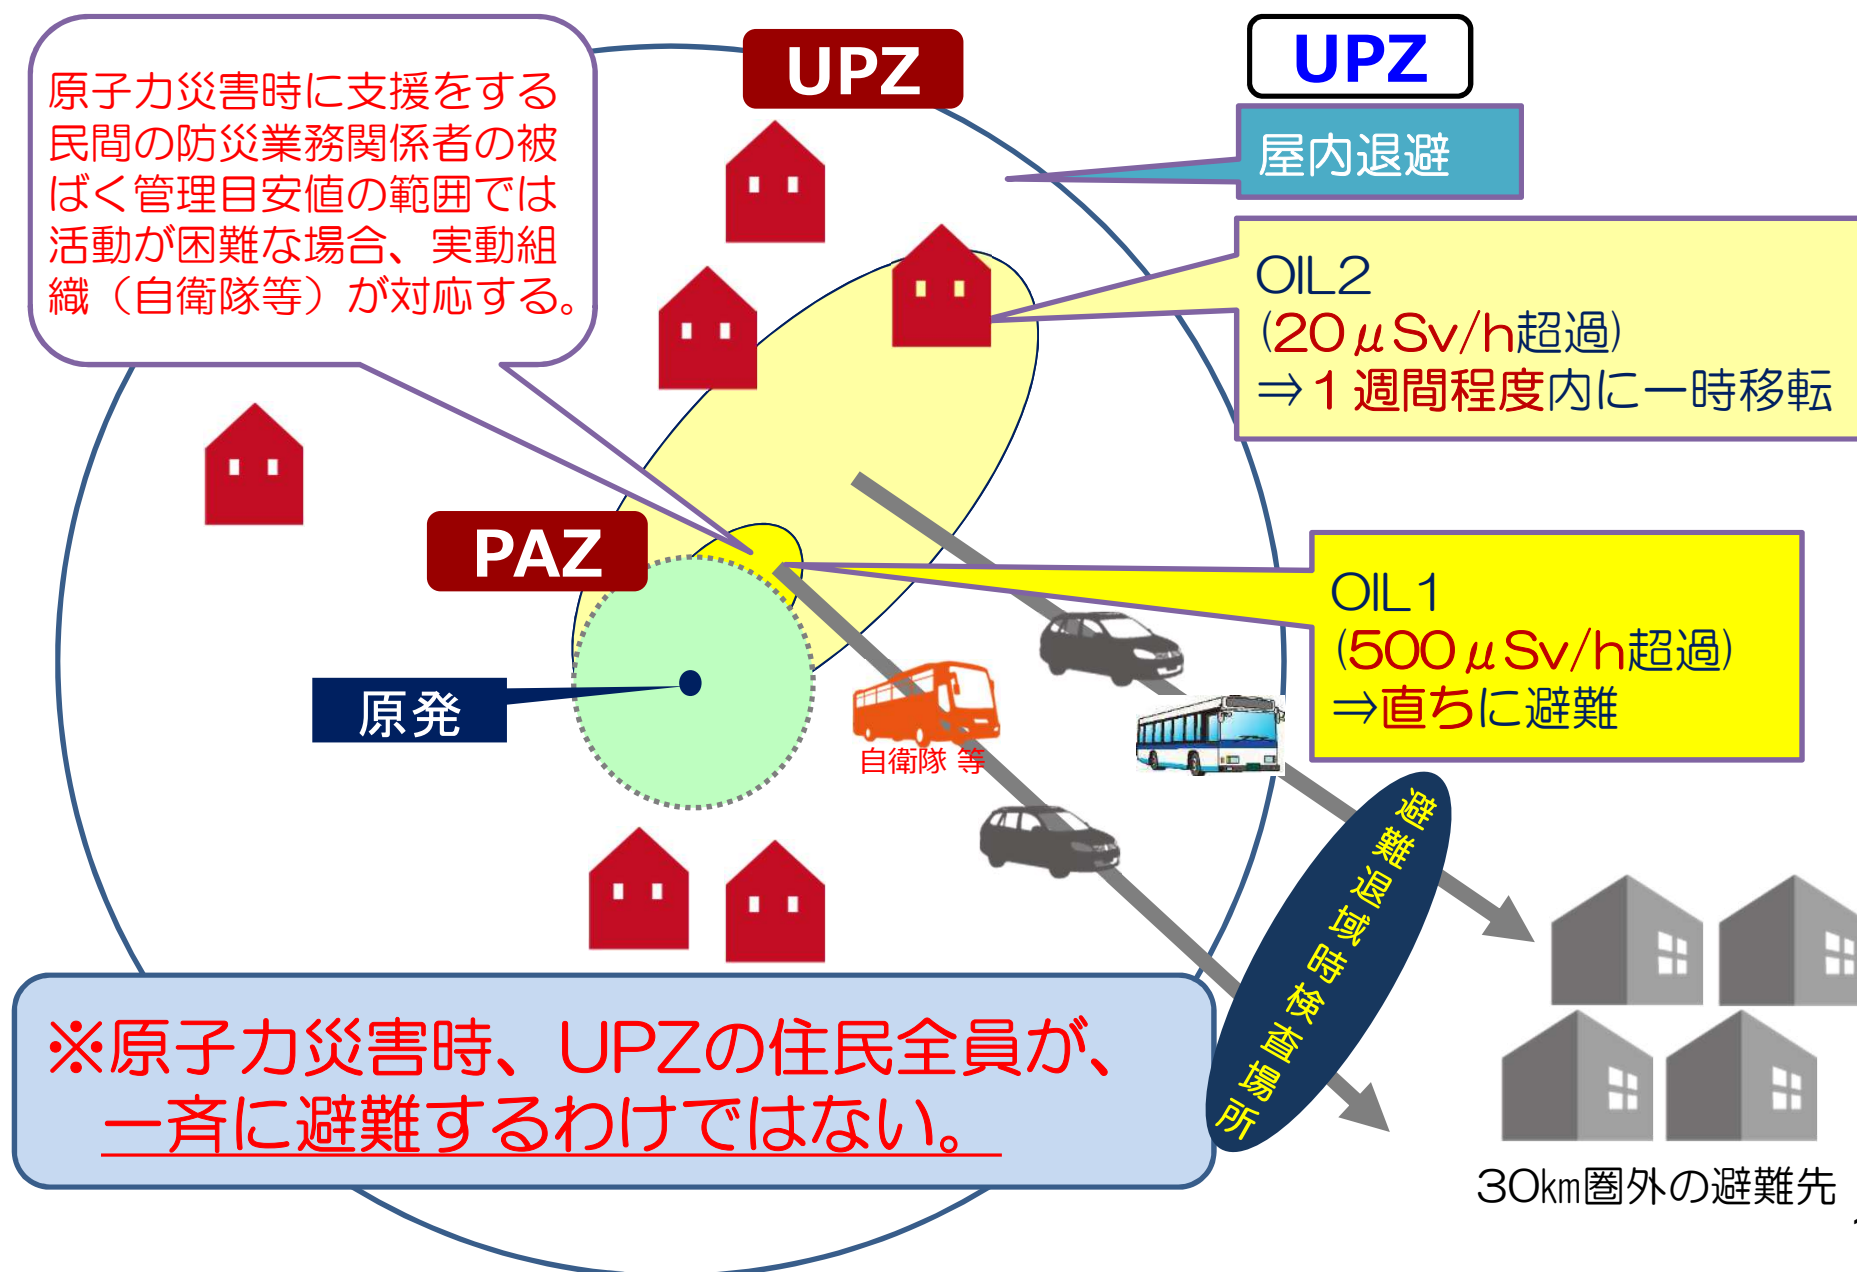 原子力災害時に支援をする
民間の防災業務関係者の被
ばく管理目安値の範囲では
活動が困難な場合、実動組
織（自衛隊等）が対応する。
UPZ
UPZ
屋内退避
OIL2
(20μSv/h超過)
⇒1週間程度内に一時移転
PAZ
OIL1
(500μSv/h超過)
⇒直ちに避難
原発
自衛隊 等
避難退域時検査場所
※原子力災害時、UPZの住民全員が、
一斉に避難するわけではない。
30km圏外の避難先